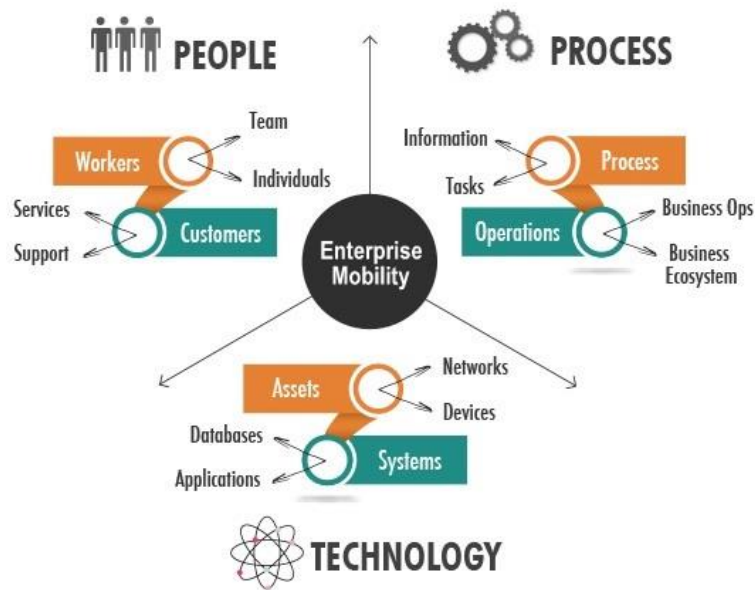 PEOPLE
PROCESS
Team
Workers
Individuals
Services
Customers
Support
Information
Process
Tasks
Business Ops
Operations
Business
Ecosystem
Enterprise
Mobility
Networks
Assets
Devices
Databases
Systems
Applications
TECHNOLOGY